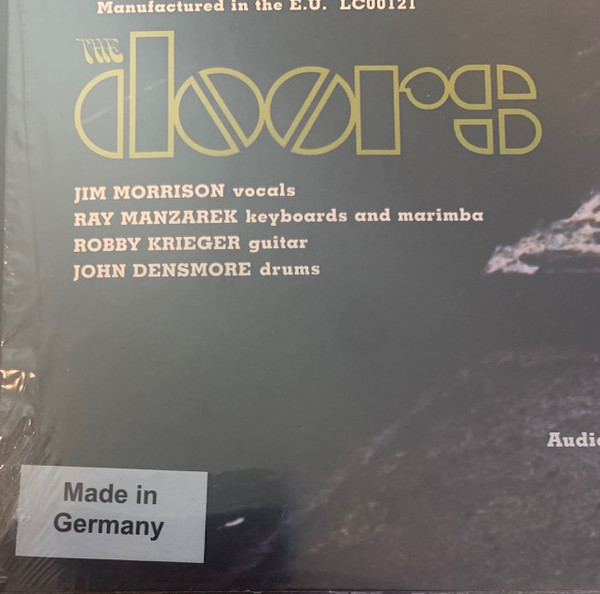 Manufactured in the E.U. LC00121
THE
doors
JIM MORRISON vocals
RAY MANZAREK keyboards and marimba
ROBBY KRIEGER guitar
JOHN DENSMORE drums
Audio
Made in
Germany